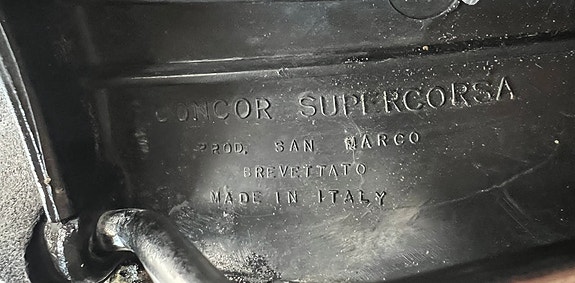 CONCOR SUPERCORSA
PROD. SAN MARCO
BREVETTATO
MADE IN ITALY